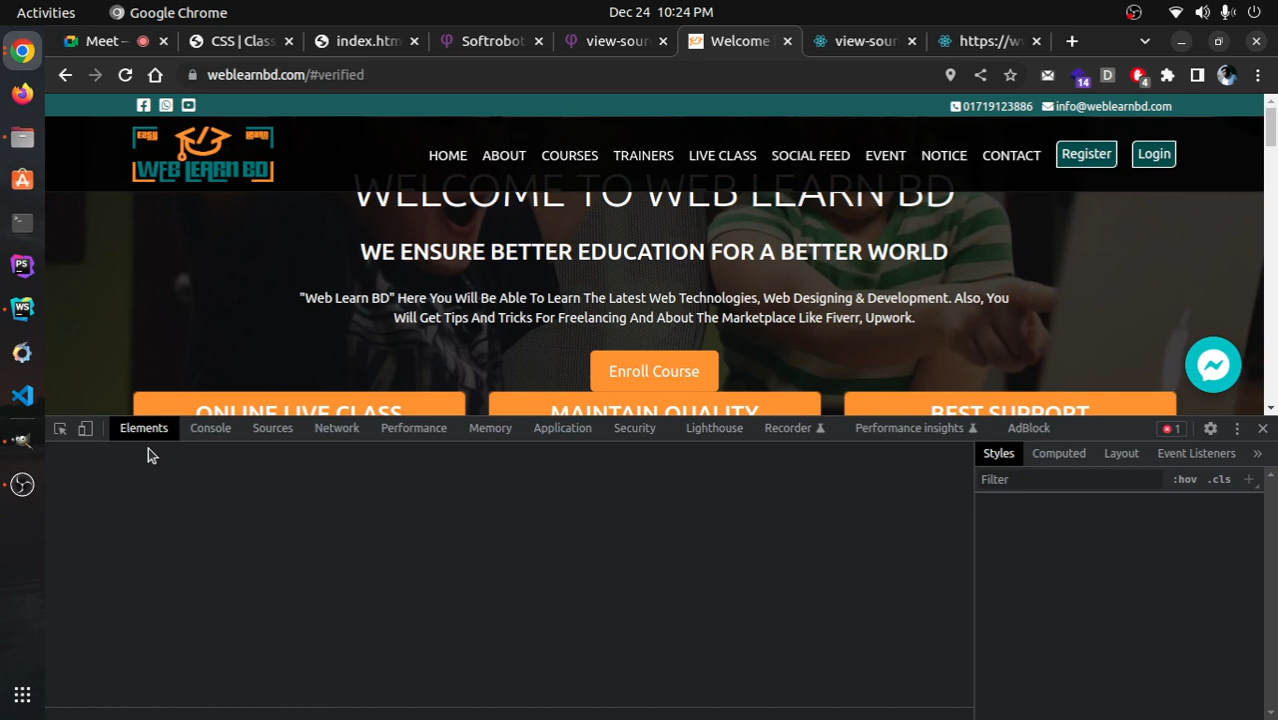 Activities Google Chrome Dec 24 10:24 PM
Meet – CSS | Class index.htm Softrobot view-sour Welcome view-sour https://w
weblearnbd.com/#verified 14 D 4
01719123886 info@weblearnbd.com
EASY LEARN
WEB LEARN BD
HOME ABOUT COURSES TRAINERS LIVE CLASS SOCIAL FEED EVENT NOTICE CONTACT Register Login
WELCOME TO WEB LEARN BD
WE ENSURE BETTER EDUCATION FOR A BETTER WORLD
"Web Learn BD" Here You Will Be Able To Learn The Latest Web Technologies, Web Designing & Development. Also, You
Will Get Tips And Tricks For Freelancing And About The Marketplace Like Fiverr, Upwork.
Enroll Course
ONLINE LIVE CLASS MAINTAIN QUALITY BEST SUPPORT
Elements Console Sources Network Performance Memory Application Security Lighthouse Recorder Performance insights AdBlock 1
Styles Computed Layout Event Listeners »
Filter :hov .cls +
PS
WS